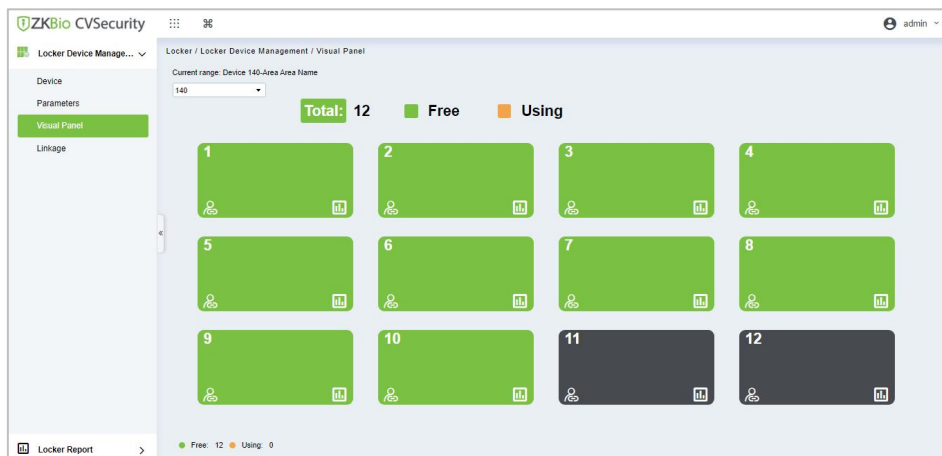 ZKBio CVSecurity
admin
Locker Device Manage...
Locker / Locker Device Management / Visual Panel
Current range: Device 140-Area Area Name
Device
140
Parameters
Total: 12 Free Using
Visual Panel
Linkage
1 2 3 4
5 6 7 8
9 10 11 12
Locker Report
Free: 12 Using: 0